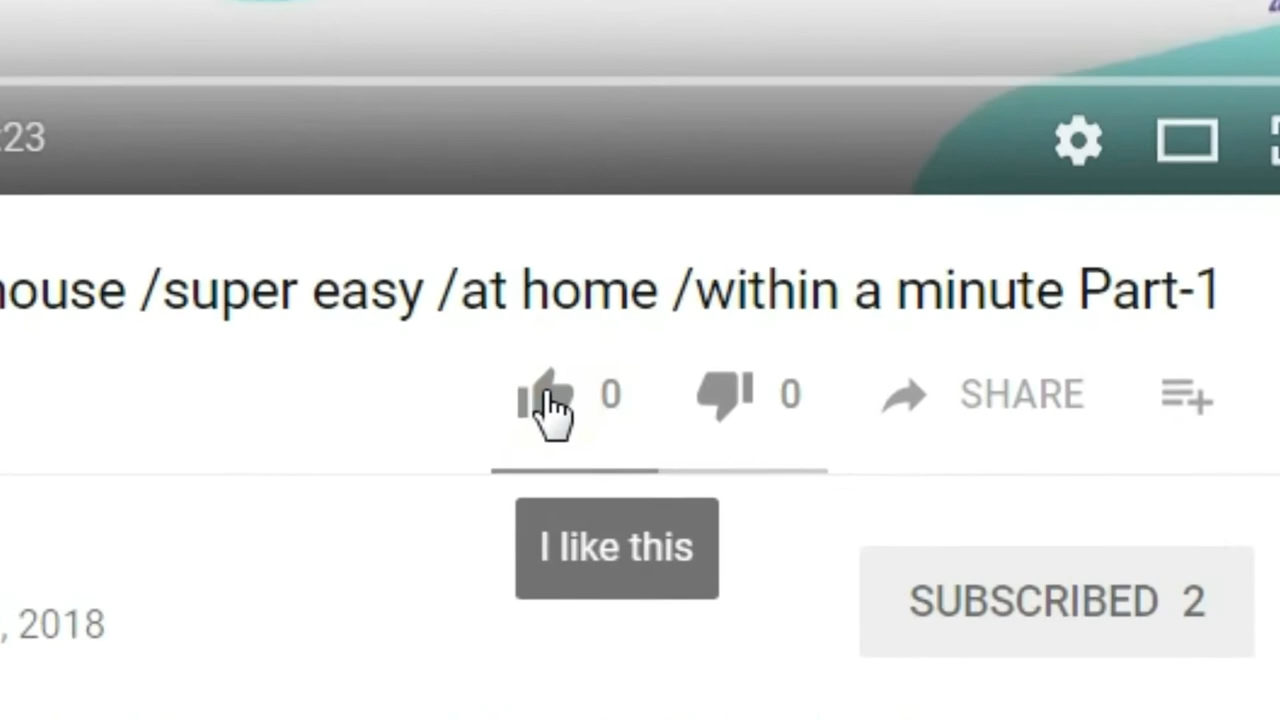 :23
house /super easy /at home /within a minute Part-1
0
0
SHARE
I like this
, 2018
SUBSCRIBED 2